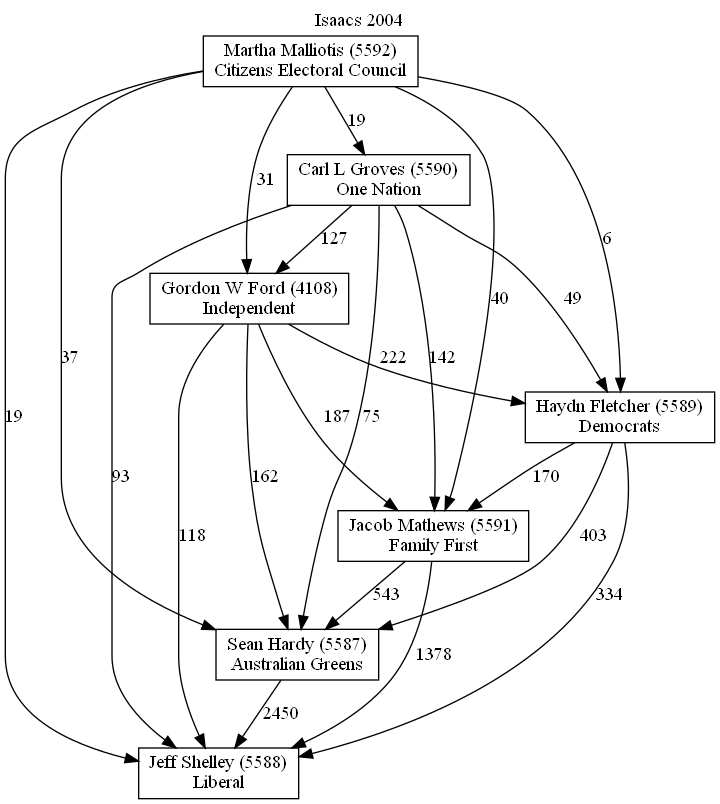 Isaacs 2004
Martha Malliotis (5592)
Citizens Electoral Council
19
Carl L Groves (5590)
One Nation
31
127
6
Gordon W Ford (4108)
Independent
40
49
19
37
93
222
142
187
75
162
118
Haydn Fletcher (5589)
Democrats
170
Jacob Mathews (5591)
Family First
403
543
334
Sean Hardy (5587)
Australian Greens
1378
2450
Jeff Shelley (5588)
Liberal